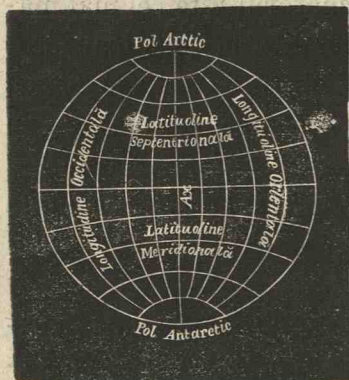 Pol Arctic
Latitudine
Septentrională
Longitudine Occidentală
Longitudine Orientală
Ax
Latitudine
Meridională
Pol Antarctic